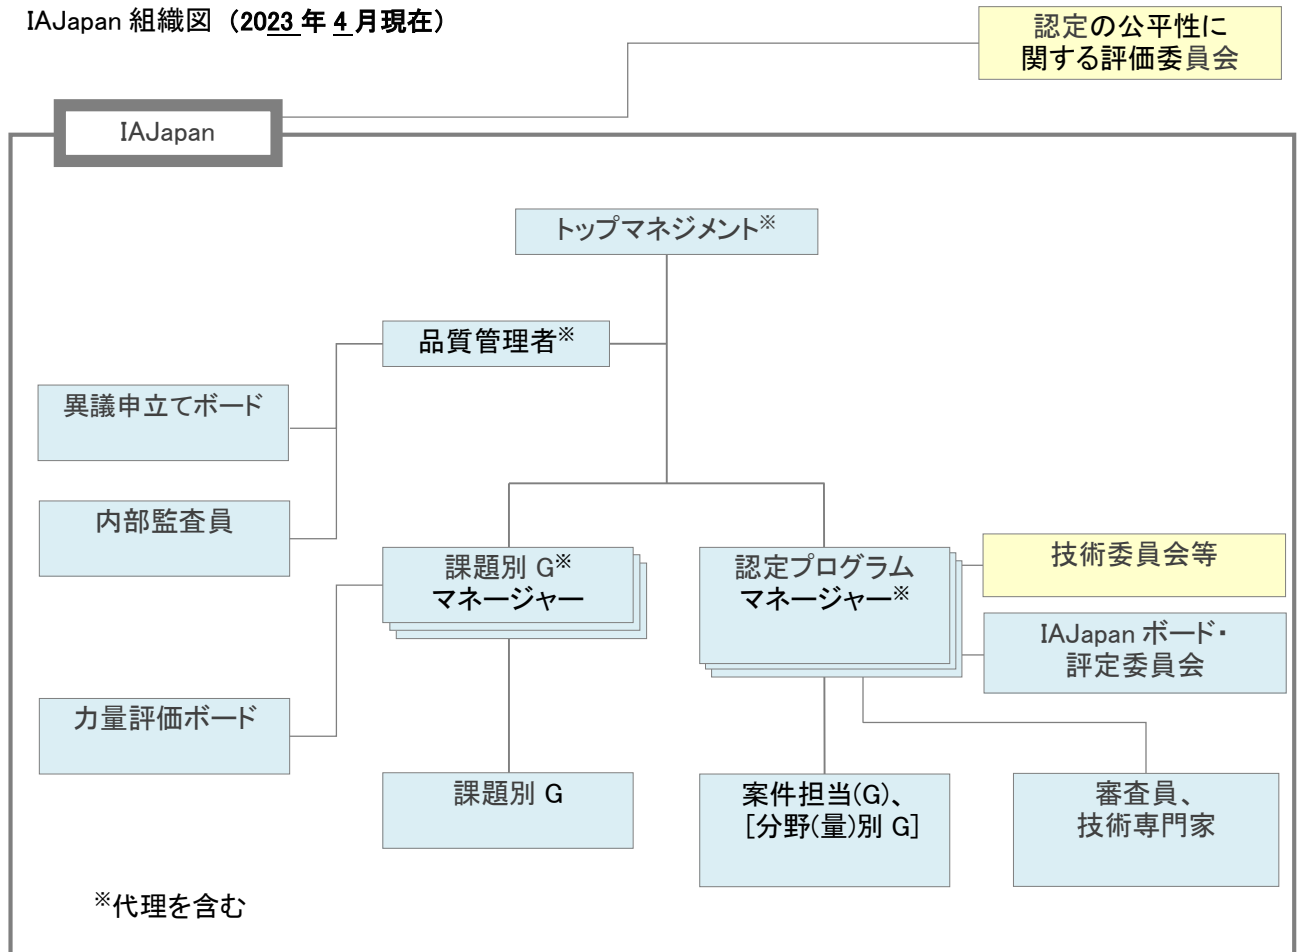 IAJapan 組織図（2023 年 4 月現在）
認定の公平性に
関する評価委員会
IAJapan
トップマネジメント※
品質管理者※
異議申立てボード
内部監査員
課題別 G※
マネージャー
認定プログラム
マネージャー※
技術委員会等
IAJapan ボード・
評定委員会
力量評価ボード
課題別 G
案件担当(G)、
［分野(量)別 G］
審査員、
技術専門家
※代理を含む